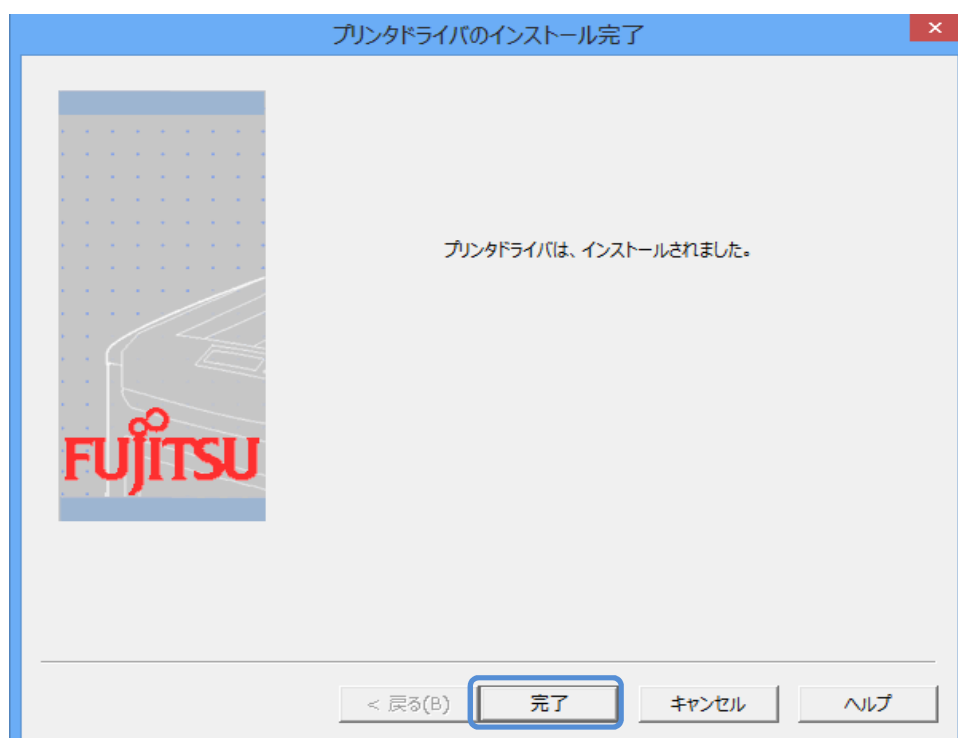 プリンタドライバのインストール完了
プリンタドライバは、インストールされました。
FUJITSU
< 戻る(B)
完了
キャンセル
ヘルプ